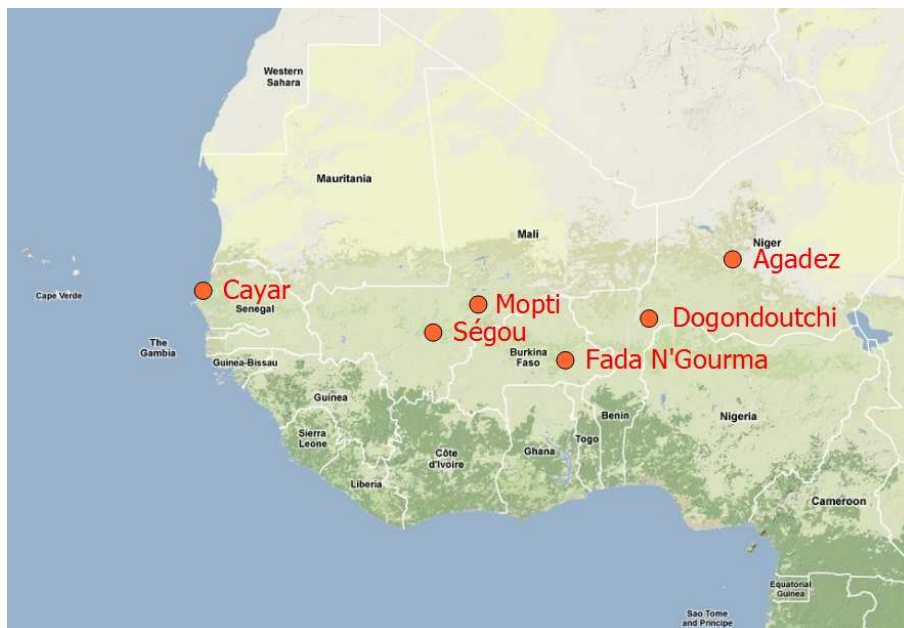 Western
Sahara
Mauritania
Mali
Niger
Agadez
Cayar
Senegal
Cape Verde
Mopti
Ségou
Dogondoutchi
The
Gambia
Burkina
Faso
Fada N'Gourma
Guinea-Bissau
Guinea
Benin
Nigeria
Sierra
Leone
Côte
d'Ivoire
Ghana
Togo
Liberia
Cameroon
Equatorial
Guinea
Sao Tome
and Principe